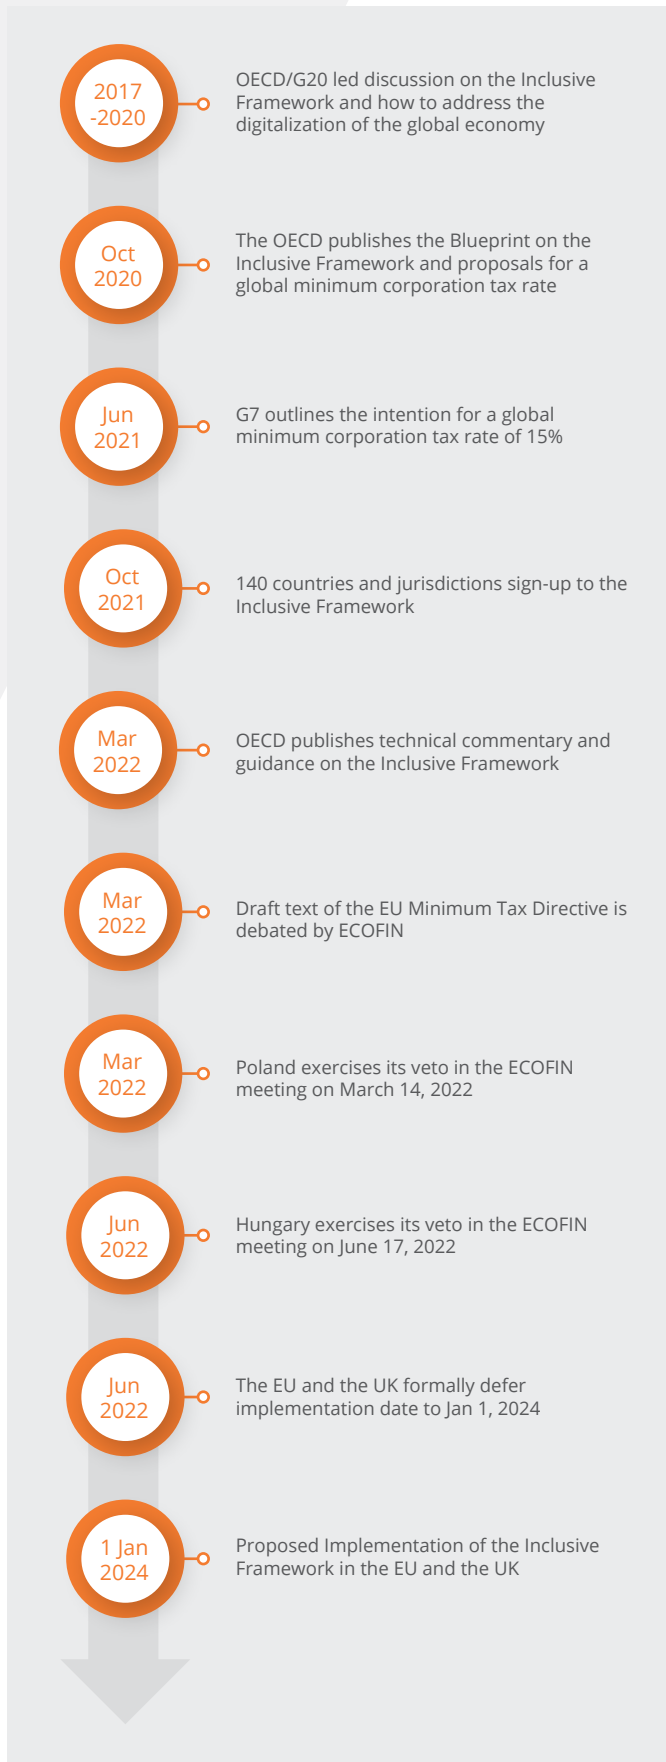 2017
-2020
OECD/G20 led discussion on the Inclusive
Framework and how to address the
digitalization of the global economy
Oct
2020
The OECD publishes the Blueprint on the
Inclusive Framework and proposals for a
global minimum corporation tax rate
Jun
2021
G7 outlines the intention for a global
minimum corporation tax rate of 15%
Oct
2021
140 countries and jurisdictions sign-up to the
Inclusive Framework
Mar
2022
OECD publishes technical commentary and
guidance on the Inclusive Framework
Mar
2022
Draft text of the EU Minimum Tax Directive is
debated by ECOFIN
Mar
2022
Poland exercises its veto in the ECOFIN
meeting on March 14, 2022
Jun
2022
Hungary exercises its veto in the ECOFIN
meeting on June 17, 2022
Jun
2022
The EU and the UK formally defer
implementation date to Jan 1, 2024
1 Jan
2024
Proposed Implementation of the Inclusive
Framework in the EU and the UK